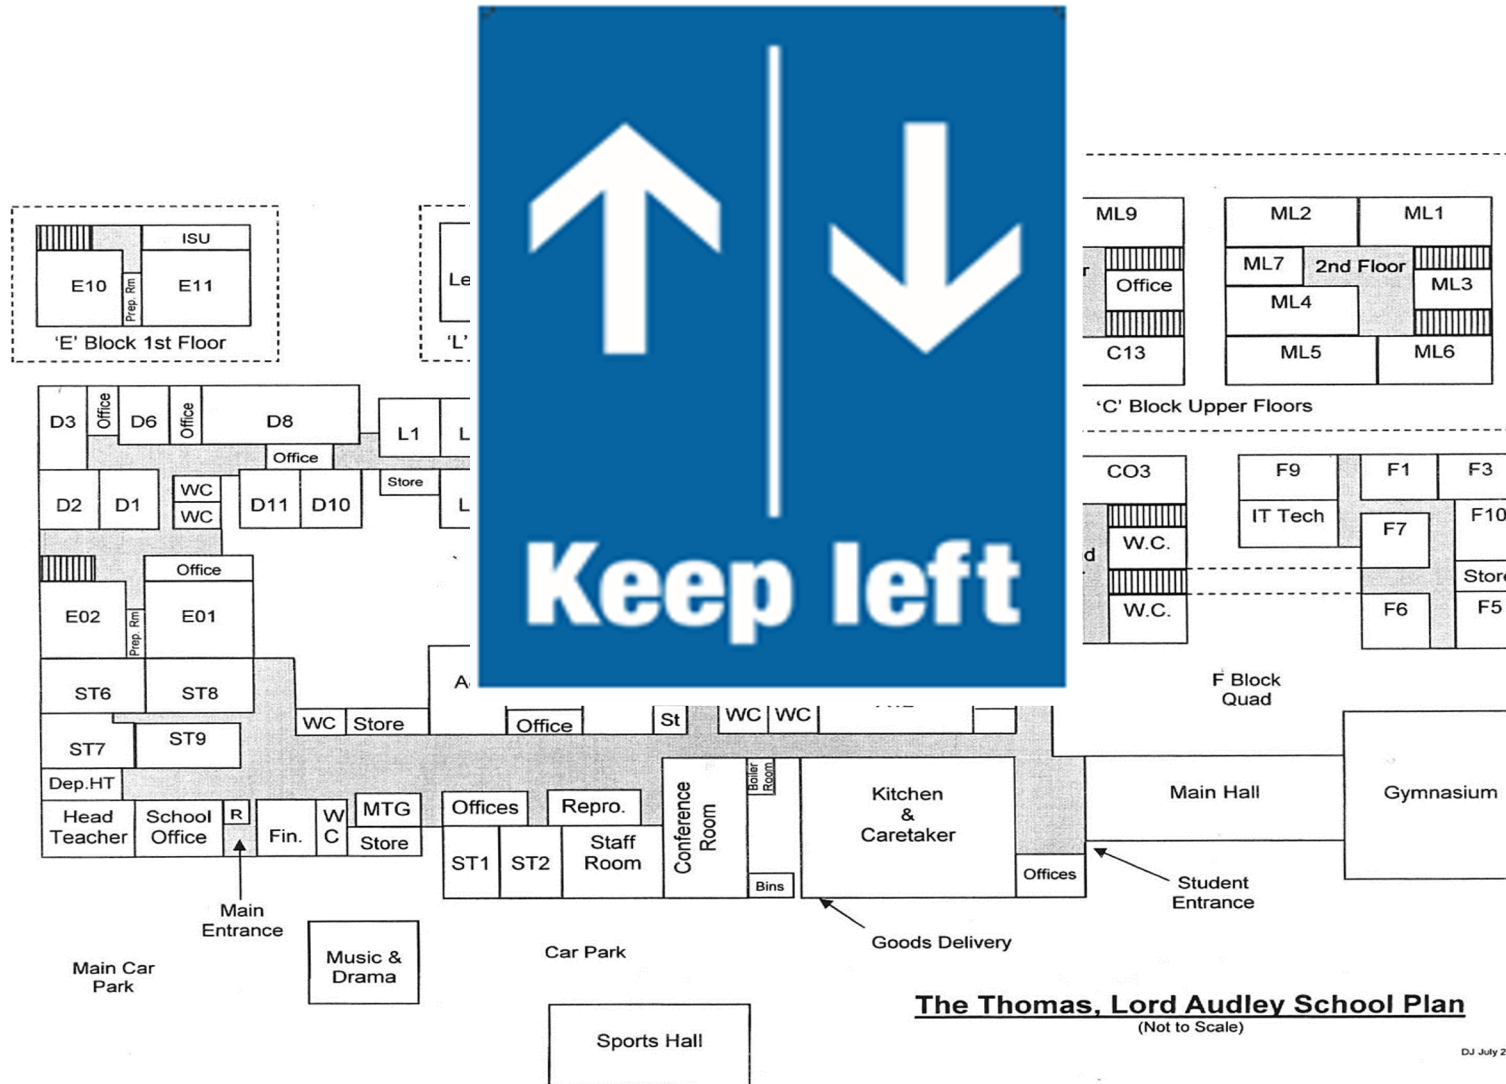 Keep left
ISU
E10
Prep. Rm
E11
'E' Block 1st Floor
Le
'L'
ML9
Office
C13
ML2
ML1
ML7
2nd Floor
ML3
ML4
ML5
ML6
'C' Block Upper Floors
D3
Office
D6
Office
D8
Office
L1
L
Store
L
D2
D1
WC
WC
D11
D10
Office
E02
Prep. Rm
E01
ST6
ST8
ST7
ST9
Dep.HT
Head
Teacher
School
Office
R
Fin.
W
C
MTG
Store
WC
Store
Office
St
WC
WC
Offices
Repro.
ST1
ST2
Staff
Room
Conference
Room
Boiler
Room
Bins
Kitchen
&
Caretaker
Offices
Main Hall
Gymnasium
CO3
W.C.
W.C.
F9
IT Tech
F1
F3
F7
F10
Store
F6
F5
F Block
Quad
Main
Entrance
Student
Entrance
Goods Delivery
Main Car
Park
Music &
Drama
Car Park
Sports Hall
The Thomas, Lord Audley School Plan
(Not to Scale)
DJ July 2